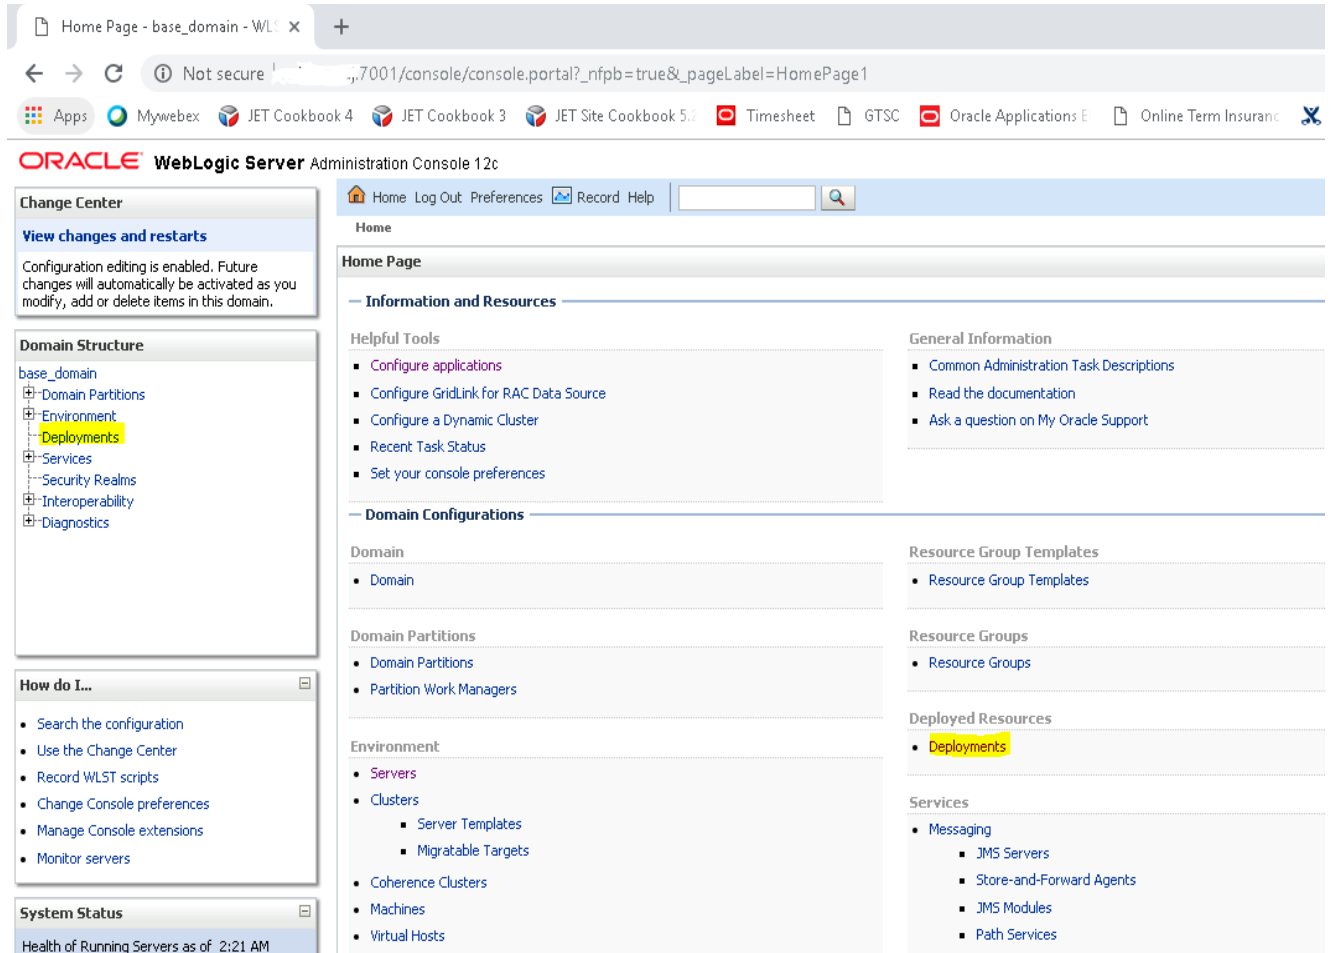 Home Page - base_domain - WLS
Not secure
7001/console/console.portal?_nfpb=true&_pageLabel=HomePage1
Apps Mywebex JET Cookbook 4 JET Cookbook 3 JET Site Cookbook 5.2 Timesheet GTSC Oracle Applications E Online Term Insuranc
ORACLE WebLogic Server Administration Console 12c
Change Center
View changes and restarts
Configuration editing is enabled. Future
changes will automatically be activated as you
modify, add or delete items in this domain.
Domain Structure
base_domain
Domain Partitions
Environment
Deployments
Services
Security Realms
Interoperability
Diagnostics
How do I...
Search the configuration
Use the Change Center
Record WLST scripts
Change Console preferences
Manage Console extensions
Monitor servers
System Status
Health of Running Servers as of 2:21 AM
Home Log Out Preferences Record Help
Home
Home Page
Information and Resources
Helpful Tools
Configure applications
Configure GridLink for RAC Data Source
Configure a Dynamic Cluster
Recent Task Status
Set your console preferences
General Information
Common Administration Task Descriptions
Read the documentation
Ask a question on My Oracle Support
Domain Configurations
Domain
Domain
Domain Partitions
Domain Partitions
Partition Work Managers
Environment
Servers
Clusters
Server Templates
Migratable Targets
Coherence Clusters
Machines
Virtual Hosts
Resource Group Templates
Resource Group Templates
Resource Groups
Resource Groups
Deployed Resources
Deployments
Services
Messaging
JMS Servers
Store-and-Forward Agents
JMS Modules
Path Services